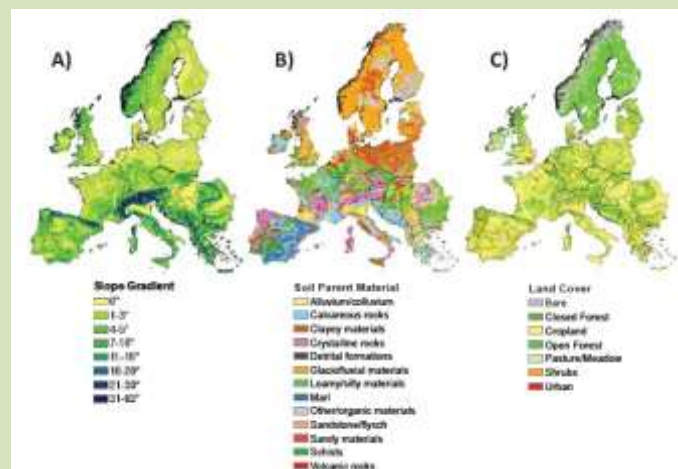 A)
B)
C)
Slope Gradient
0°
1-3°
4-5°
7-10°
11-15°
16-20°
21-30°
31-62°
Soil Parent Material
Alluvium/colluvium
Calcareous rocks
Clayey materials
Crystalline rocks
Detrital formations
Glaciofluvial materials
Loamy/silty materials
Marl
Other/organic materials
Sandstone/flysch
Sandy materials
Schists
Volcanic rocks
Land Cover
Bare
Closed Forest
Cropland
Open Forest
Pasture/Meadow
Shrubs
Urban